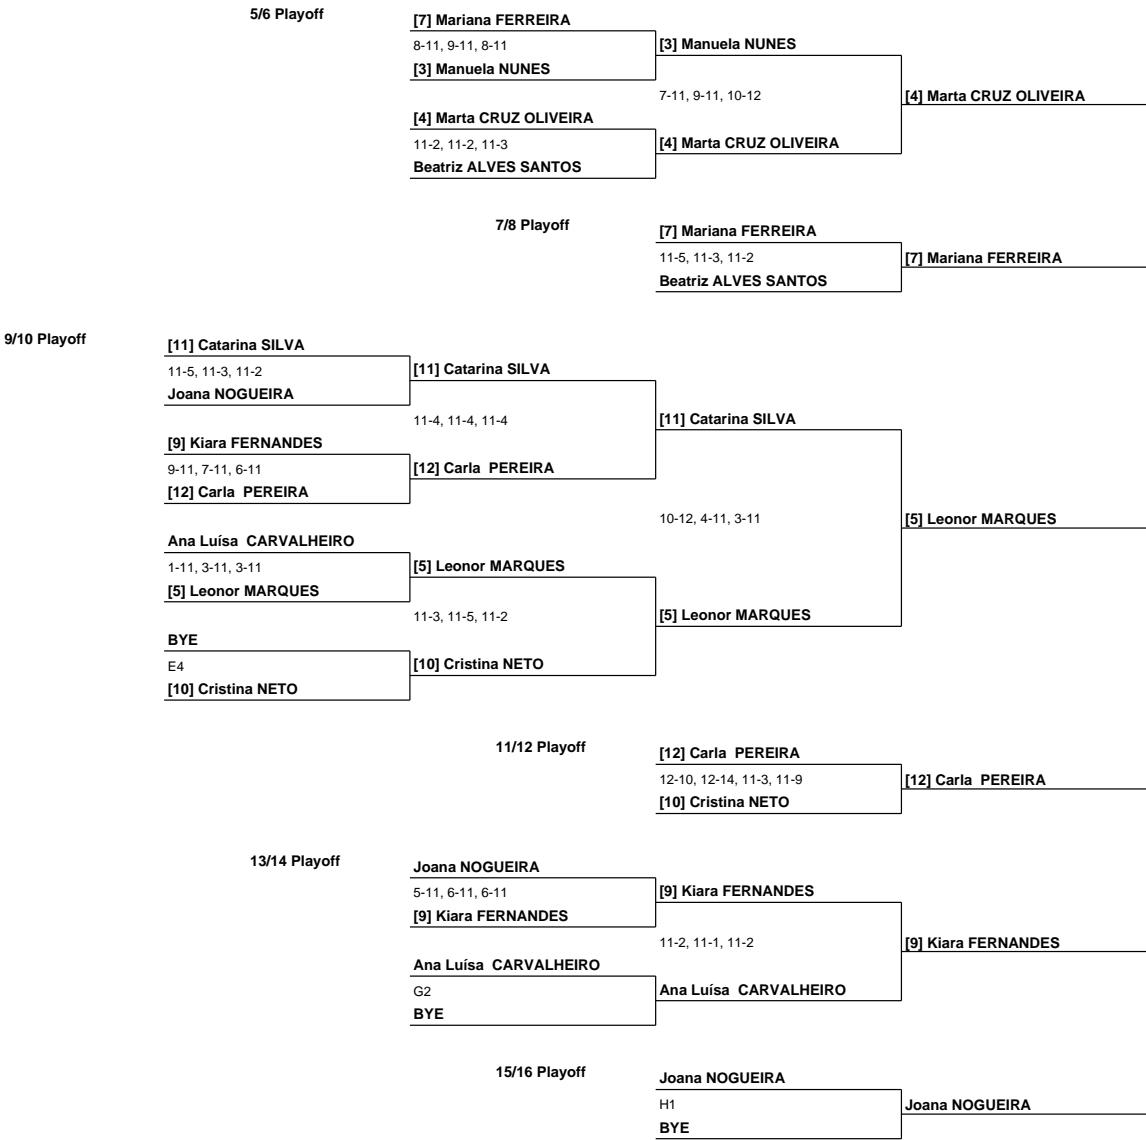 5/6 Playoff
[7] Mariana FERREIRA
8-11, 9-11, 8-11
[3] Manuela NUNES
[3] Manuela NUNES
7-11, 9-11, 10-12
[4] Marta CRUZ OLIVEIRA
[4] Marta CRUZ OLIVEIRA
11-2, 11-2, 11-3
[4] Marta CRUZ OLIVEIRA
Beatriz ALVES SANTOS
7/8 Playoff
[7] Mariana FERREIRA
11-5, 11-3, 11-2
[7] Mariana FERREIRA
Beatriz ALVES SANTOS
9/10 Playoff
[11] Catarina SILVA
11-5, 11-3, 11-2
[11] Catarina SILVA
Joana NOGUEIRA
11-4, 11-4, 11-4
[11] Catarina SILVA
[9] Kiara FERNANDES
9-11, 7-11, 6-11
[12] Carla PEREIRA
[12] Carla PEREIRA
10-12, 4-11, 3-11
[5] Leonor MARQUES
Ana Luísa CARVALHEIRO
1-11, 3-11, 3-11
[5] Leonor MARQUES
[5] Leonor MARQUES
11-3, 11-5, 11-2
[5] Leonor MARQUES
BYE
E4
[10] Cristina NETO
[10] Cristina NETO
11/12 Playoff
[12] Carla PEREIRA
12-10, 12-14, 11-3, 11-9
[12] Carla PEREIRA
[10] Cristina NETO
13/14 Playoff
Joana NOGUEIRA
5-11, 6-11, 6-11
[9] Kiara FERNANDES
[9] Kiara FERNANDES
11-2, 11-1, 11-2
[9] Kiara FERNANDES
Ana Luísa CARVALHEIRO
G2
Ana Luísa CARVALHEIRO
BYE
15/16 Playoff
Joana NOGUEIRA
H1
Joana NOGUEIRA
BYE